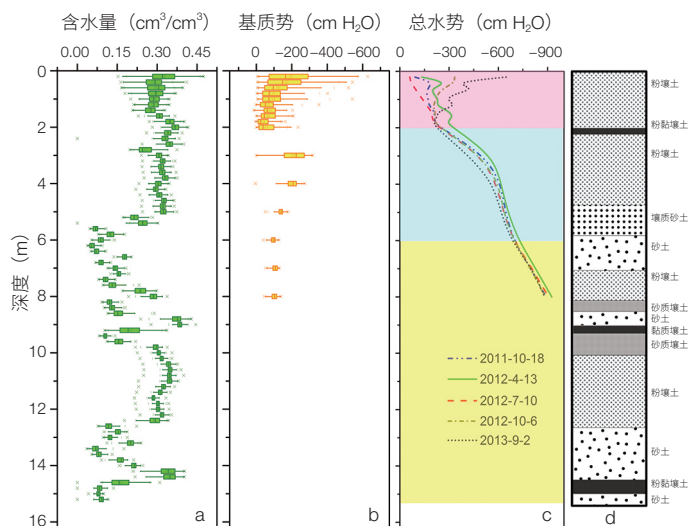 含水量 (cm³/cm³)
0.00 0.15 0.30 0.45
基质势 (cm H₂O)
0 −200 −400 −600
总水势 (cm H₂O)
0 −300 −600 −900
深度 (m)
0
2
4
6
8
10
12
14
16
a
b
2011-10-18
2012-4-13
2012-7-10
2012-10-6
2013-9-2
c
粉壤土
粉黏壤土
粉壤土
壤质砂土
砂土
粉壤土
砂质壤土
砂土
黏质壤土
砂质壤土
粉壤土
砂土
粉黏壤土
砂土
d